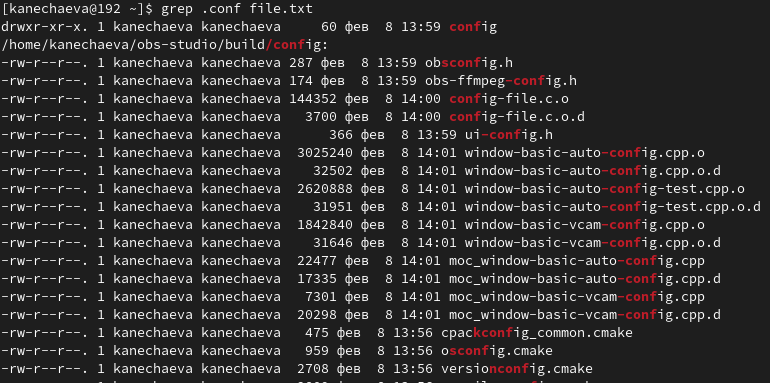 [kanechaeva@192 ~]$ grep .conf file.txt
drwxr-xr-x. 1 kanechaeva kanechaeva 60 фев 8 13:59 config
/home/kanechaeva/obs-studio/build/config:
-rw-r--r--. 1 kanechaeva kanechaeva 287 фев 8 13:59 obsconfig.h
-rw-r--r--. 1 kanechaeva kanechaeva 174 фев 8 13:59 obs-ffmpeg-config.h
-rw-r--r--. 1 kanechaeva kanechaeva 144352 фев 8 14:00 config-file.c.o
-rw-r--r--. 1 kanechaeva kanechaeva 3700 фев 8 14:00 config-file.c.o.d
-rw-r--r--. 1 kanechaeva kanechaeva 366 фев 8 13:59 ui-config.h
-rw-r--r--. 1 kanechaeva kanechaeva 3025240 фев 8 14:01 window-basic-auto-config.cpp.o
-rw-r--r--. 1 kanechaeva kanechaeva 32502 фев 8 14:01 window-basic-auto-config.cpp.o.d
-rw-r--r--. 1 kanechaeva kanechaeva 2620888 фев 8 14:01 window-basic-auto-config-test.cpp.o
-rw-r--r--. 1 kanechaeva kanechaeva 31951 фев 8 14:01 window-basic-auto-config-test.cpp.o.d
-rw-r--r--. 1 kanechaeva kanechaeva 1842840 фев 8 14:01 window-basic-vcam-config.cpp.o
-rw-r--r--. 1 kanechaeva kanechaeva 31646 фев 8 14:01 window-basic-vcam-config.cpp.o.d
-rw-r--r--. 1 kanechaeva kanechaeva 22477 фев 8 14:01 moc_window-basic-auto-config.cpp
-rw-r--r--. 1 kanechaeva kanechaeva 17335 фев 8 14:01 moc_window-basic-auto-config.cpp.d
-rw-r--r--. 1 kanechaeva kanechaeva 7301 фев 8 14:01 moc_window-basic-vcam-config.cpp
-rw-r--r--. 1 kanechaeva kanechaeva 20298 фев 8 14:01 moc_window-basic-vcam-config.cpp.d
-rw-r--r--. 1 kanechaeva kanechaeva 475 фев 8 13:56 cpackconfig_common.cmake
-rw-r--r--. 1 kanechaeva kanechaeva 959 фев 8 13:56 osconfig.cmake
-rw-r--r--. 1 kanechaeva kanechaeva 2708 фев 8 13:56 versionconfig.cmake